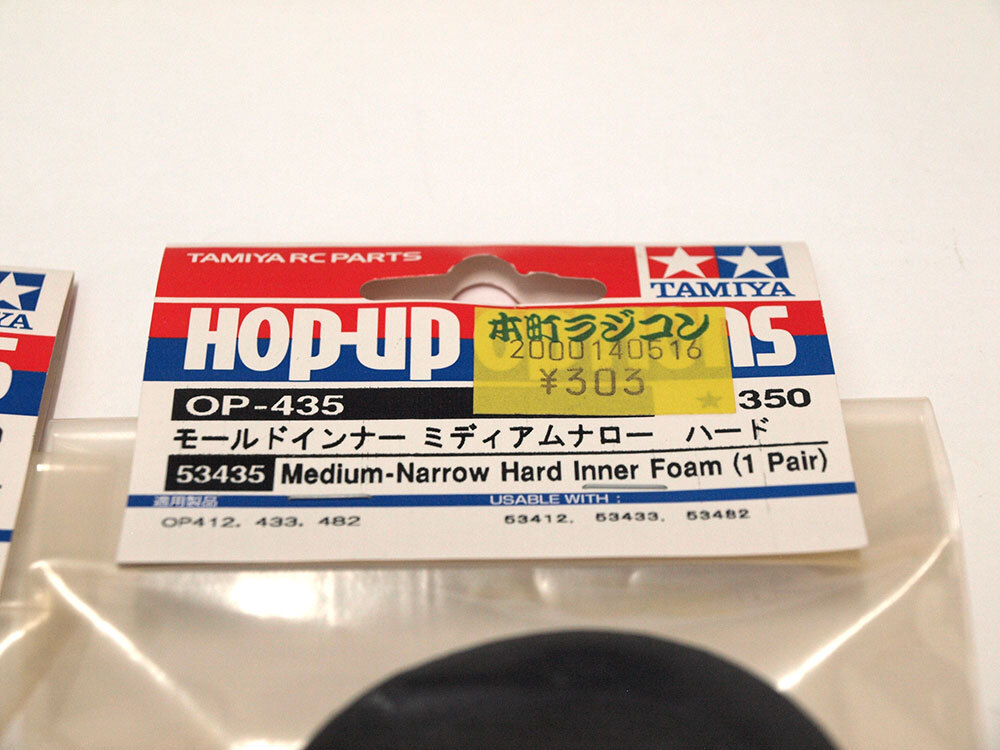 TAMIYA RC PARTS
TAMIYA
HOP-UP
本町ラジコン
2000140516
¥303
OP-435
★350
モールドインナー ミディアムナロー ハード
53435 Medium-Narrow Hard Inner Foam (1 Pair)
適用製品 USABLE WITH :
OP412, 433, 482 53412, 53433, 53482